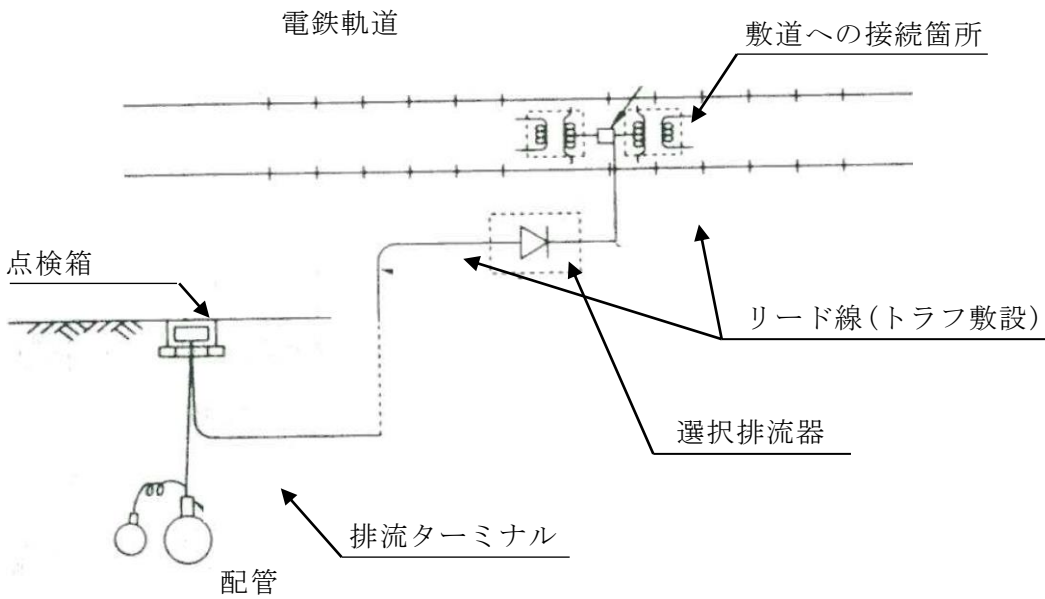 電鉄軌道
敷道への接続箇所
点検箱
リード線(トラフ敷設)
選択排流器
排流ターミナル
配管